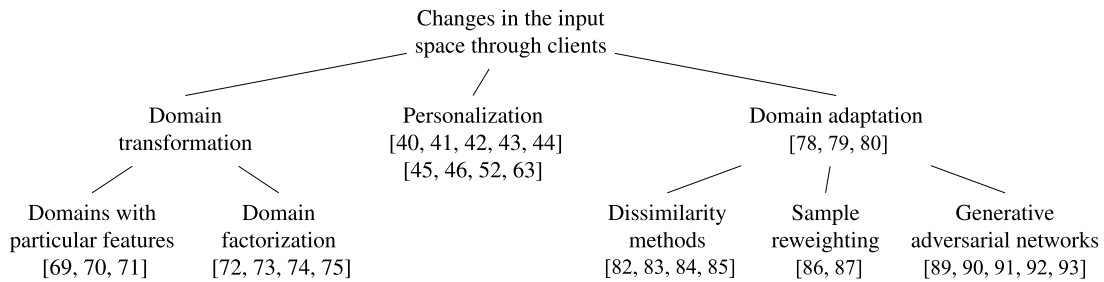 Changes in the input
space through clients
Domain
transformation
Personalization
[40, 41, 42, 43, 44]
[45, 46, 52, 63]
Domain adaptation
[78, 79, 80]
Domains with
particular features
[69, 70, 71]
Domain
factorization
[72, 73, 74, 75]
Dissimilarity
methods
[82, 83, 84, 85]
Sample
reweighting
[86, 87]
Generative
adversarial networks
[89, 90, 91, 92, 93]